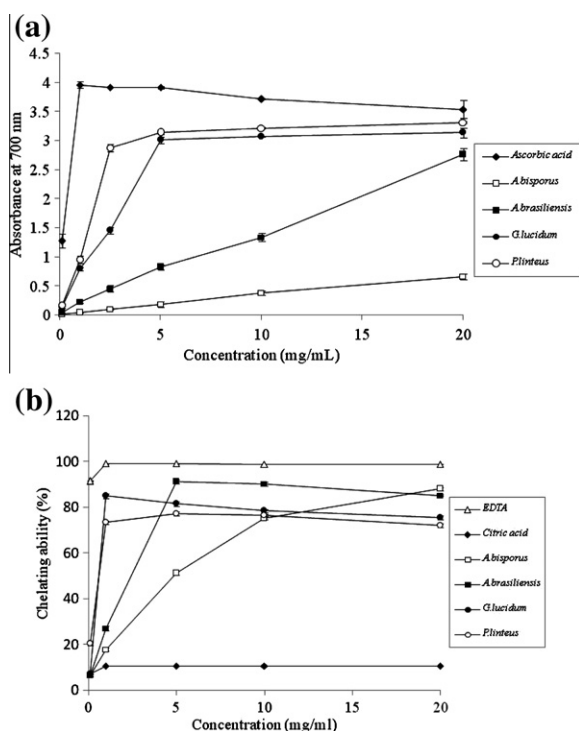 (a)
4.5
4
3.5
3
2.5
2
1.5
1
0.5
0
0
5
10
15
20
Absorbance at 700 nm
Concentration (mg/mL)
Ascorbic acid
A.bisporus
A.brasiliensis
G.lucidum
P.linteus
(b)
120
100
80
60
40
20
0
0
5
10
15
20
Chelating ability (%)
Concentration (mg/ml)
EDTA
Citric acid
A.bisporus
A.brasiliensis
G.lucidum
P.linteus